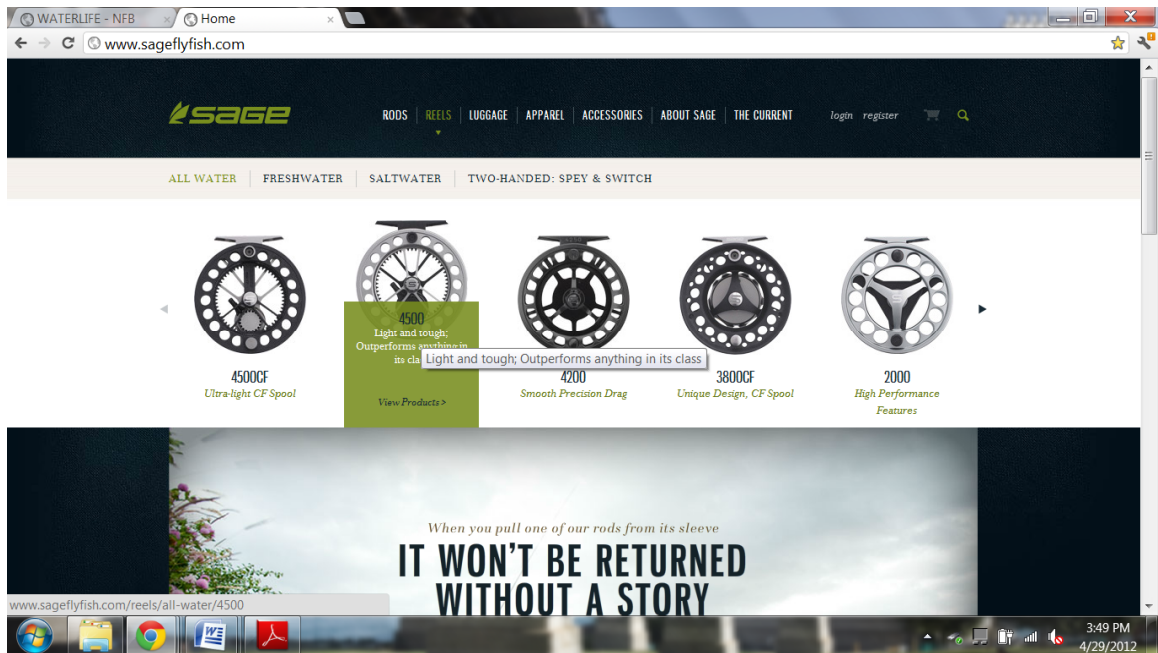 WATERLIFE - NFB
Home
www.sageflyfish.com
sage
RODS REELS LUGGAGE APPAREL ACCESSORIES ABOUT SAGE THE CURRENT login register
ALL WATER FRESHWATER SALTWATER TWO-HANDED: SPEY & SWITCH
4500CF
Ultra-light CF Spool
4500
Light and tough;
Outperforms anything in
its cla
View Products >
Light and tough; Outperforms anything in its class
4200
Smooth Precision Drag
3800CF
Unique Design, CF Spool
2000
High Performance
Features
When you pull one of our rods from its sleeve
IT WON'T BE RETURNED
WITHOUT A STORY
www.sageflyfish.com/reels/all-water/4500
3:49 PM
4/29/2012